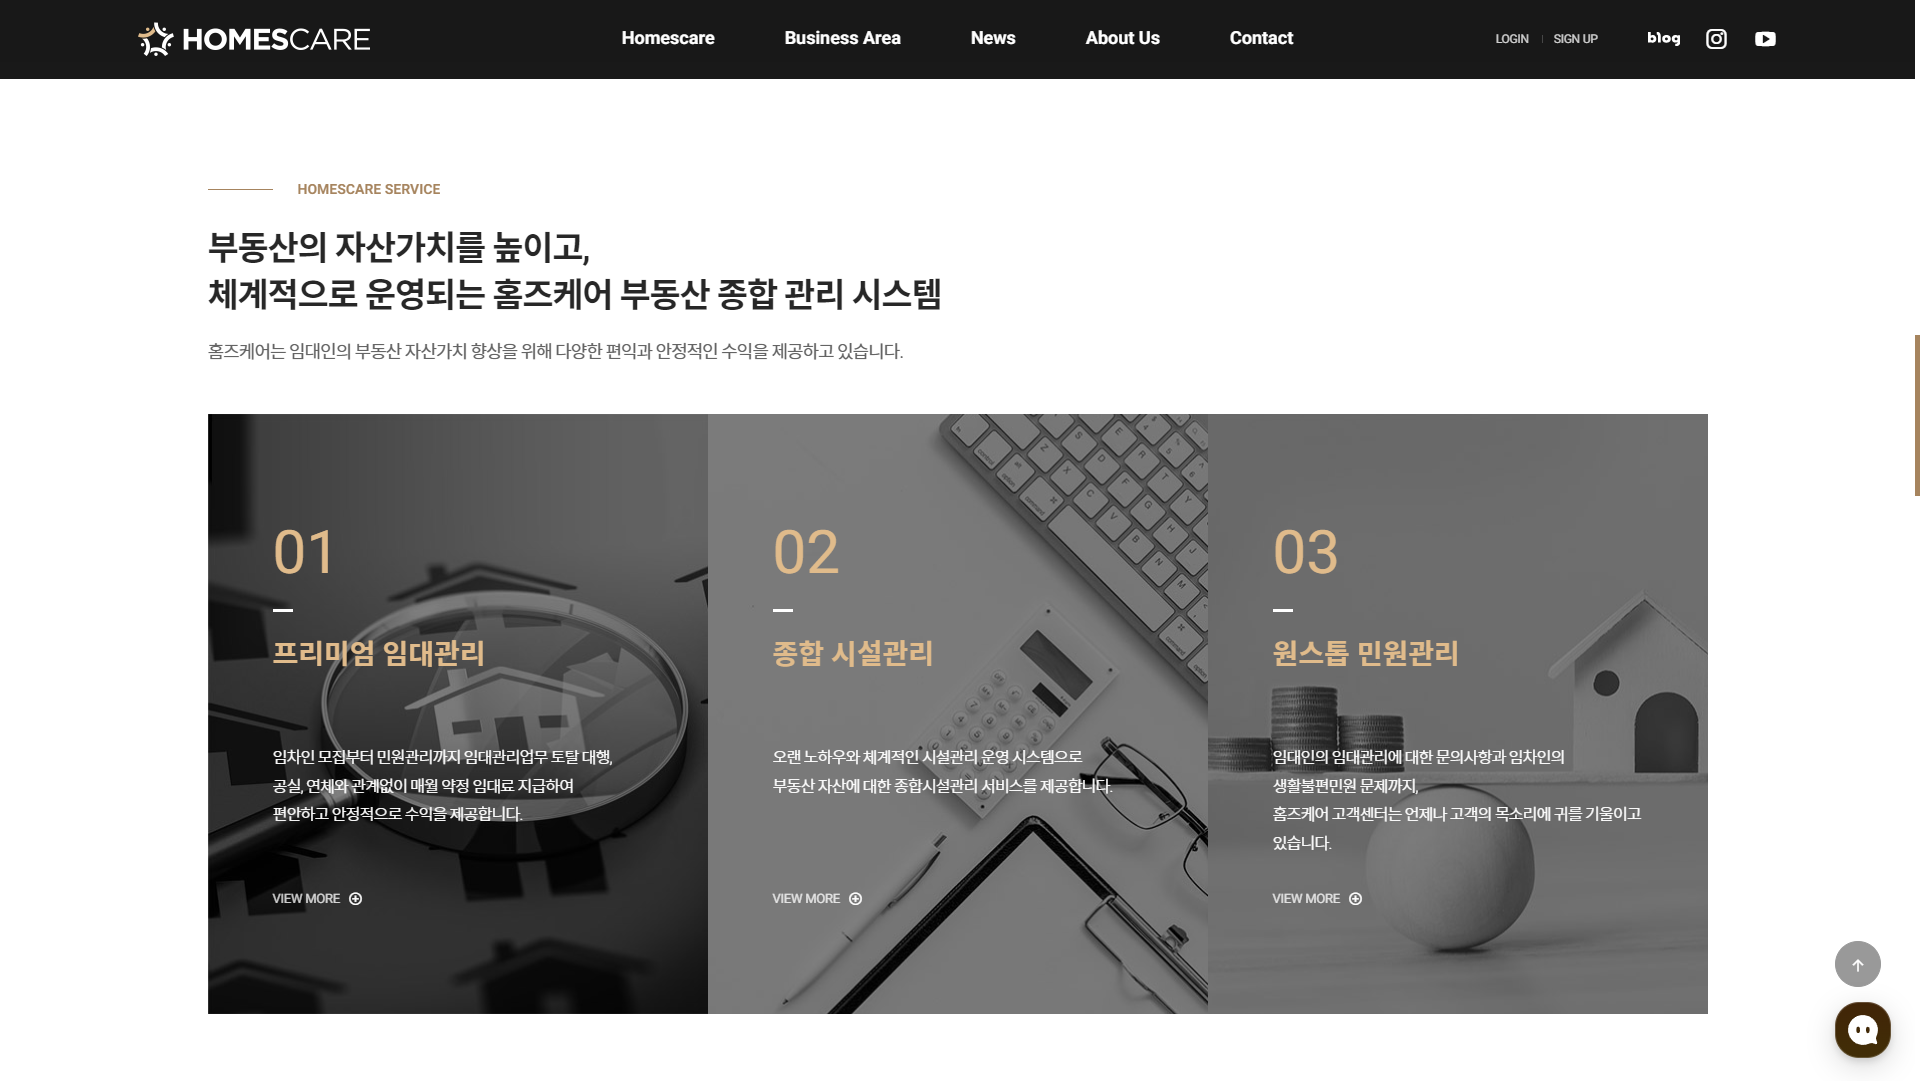 HOMESCARE
Homescare
Business Area
News
About Us
Contact
LOGIN
SIGN UP
blog
HOMESCARE SERVICE
부동산의 자산가치를 높이고,
체계적으로 운영되는 홈즈케어 부동산 종합 관리 시스템
홈즈케어는 임대인의 부동산 자산가치 향상을 위해 다양한 편익과 안정적인 수익을 제공하고 있습니다.
01
프리미엄 임대관리
임차인 모집부터 민원관리까지 임대관리업무 토탈 대행,
공실, 연체와 관계없이 매월 약정 임대료 지급하여
편안하고 안정적으로 수익을 제공합니다.
VIEW MORE
02
종합 시설관리
오랜 노하우와 체계적인 시설관리 운영 시스템으로
부동산 자산에 대한 종합시설관리 서비스를 제공합니다.
VIEW MORE
03
원스톱 민원관리
임대인의 임대관리에 대한 문의사항과 임차인의
생활불편민원 문제까지,
홈즈케어 고객센터는 언제나 고객의 목소리에 귀를 기울이고
있습니다.
VIEW MORE